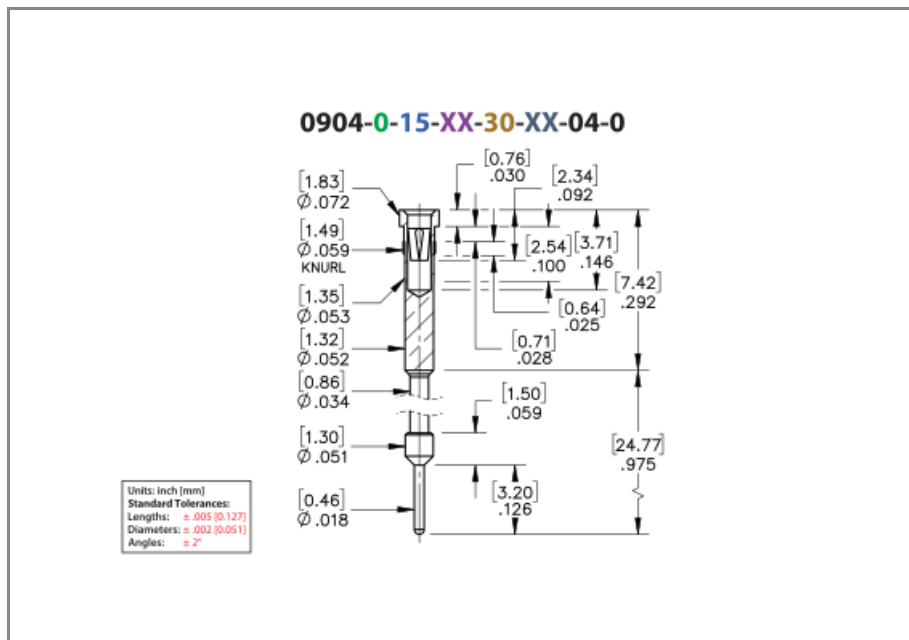 0904-0-15-XX-30-XX-04-0
[0.76]
.030
[2.34]
.092
[1.83]
Ø.072
[1.49]
Ø.059
KNURL
[2.54]
.100
[3.71]
.146
[7.42]
.292
[1.35]
Ø.053
[0.64]
.025
[0.71]
.028
[1.32]
Ø.052
[0.86]
Ø.034
[1.50]
.059
[1.30]
Ø.051
[24.77]
.975
[3.20]
.126
[0.46]
Ø.018
Units: inch [mm]
Standard Tolerances:
Lengths: ± .005 [0.127]
Diameters: ± .002 [0.051]
Angles: ± 2°